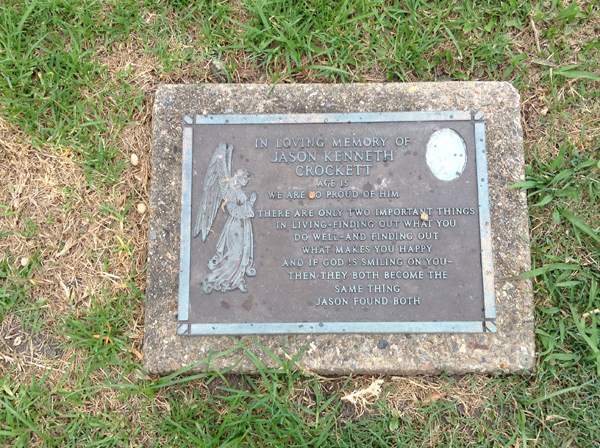 IN LOVING MEMORY OF
JASON KENNETH
CROCKETT
AGE 15
WE ARE SO PROUD OF HIM
THERE ARE ONLY TWO IMPORTANT THINGS
IN LIVING-FINDING OUT WHAT YOU
DO WELL-AND FINDING OUT
WHAT MAKES YOU HAPPY
AND IF GOD IS SMILING ON YOU-
THEN THEY BOTH BECOME THE
SAME THING
JASON FOUND BOTH